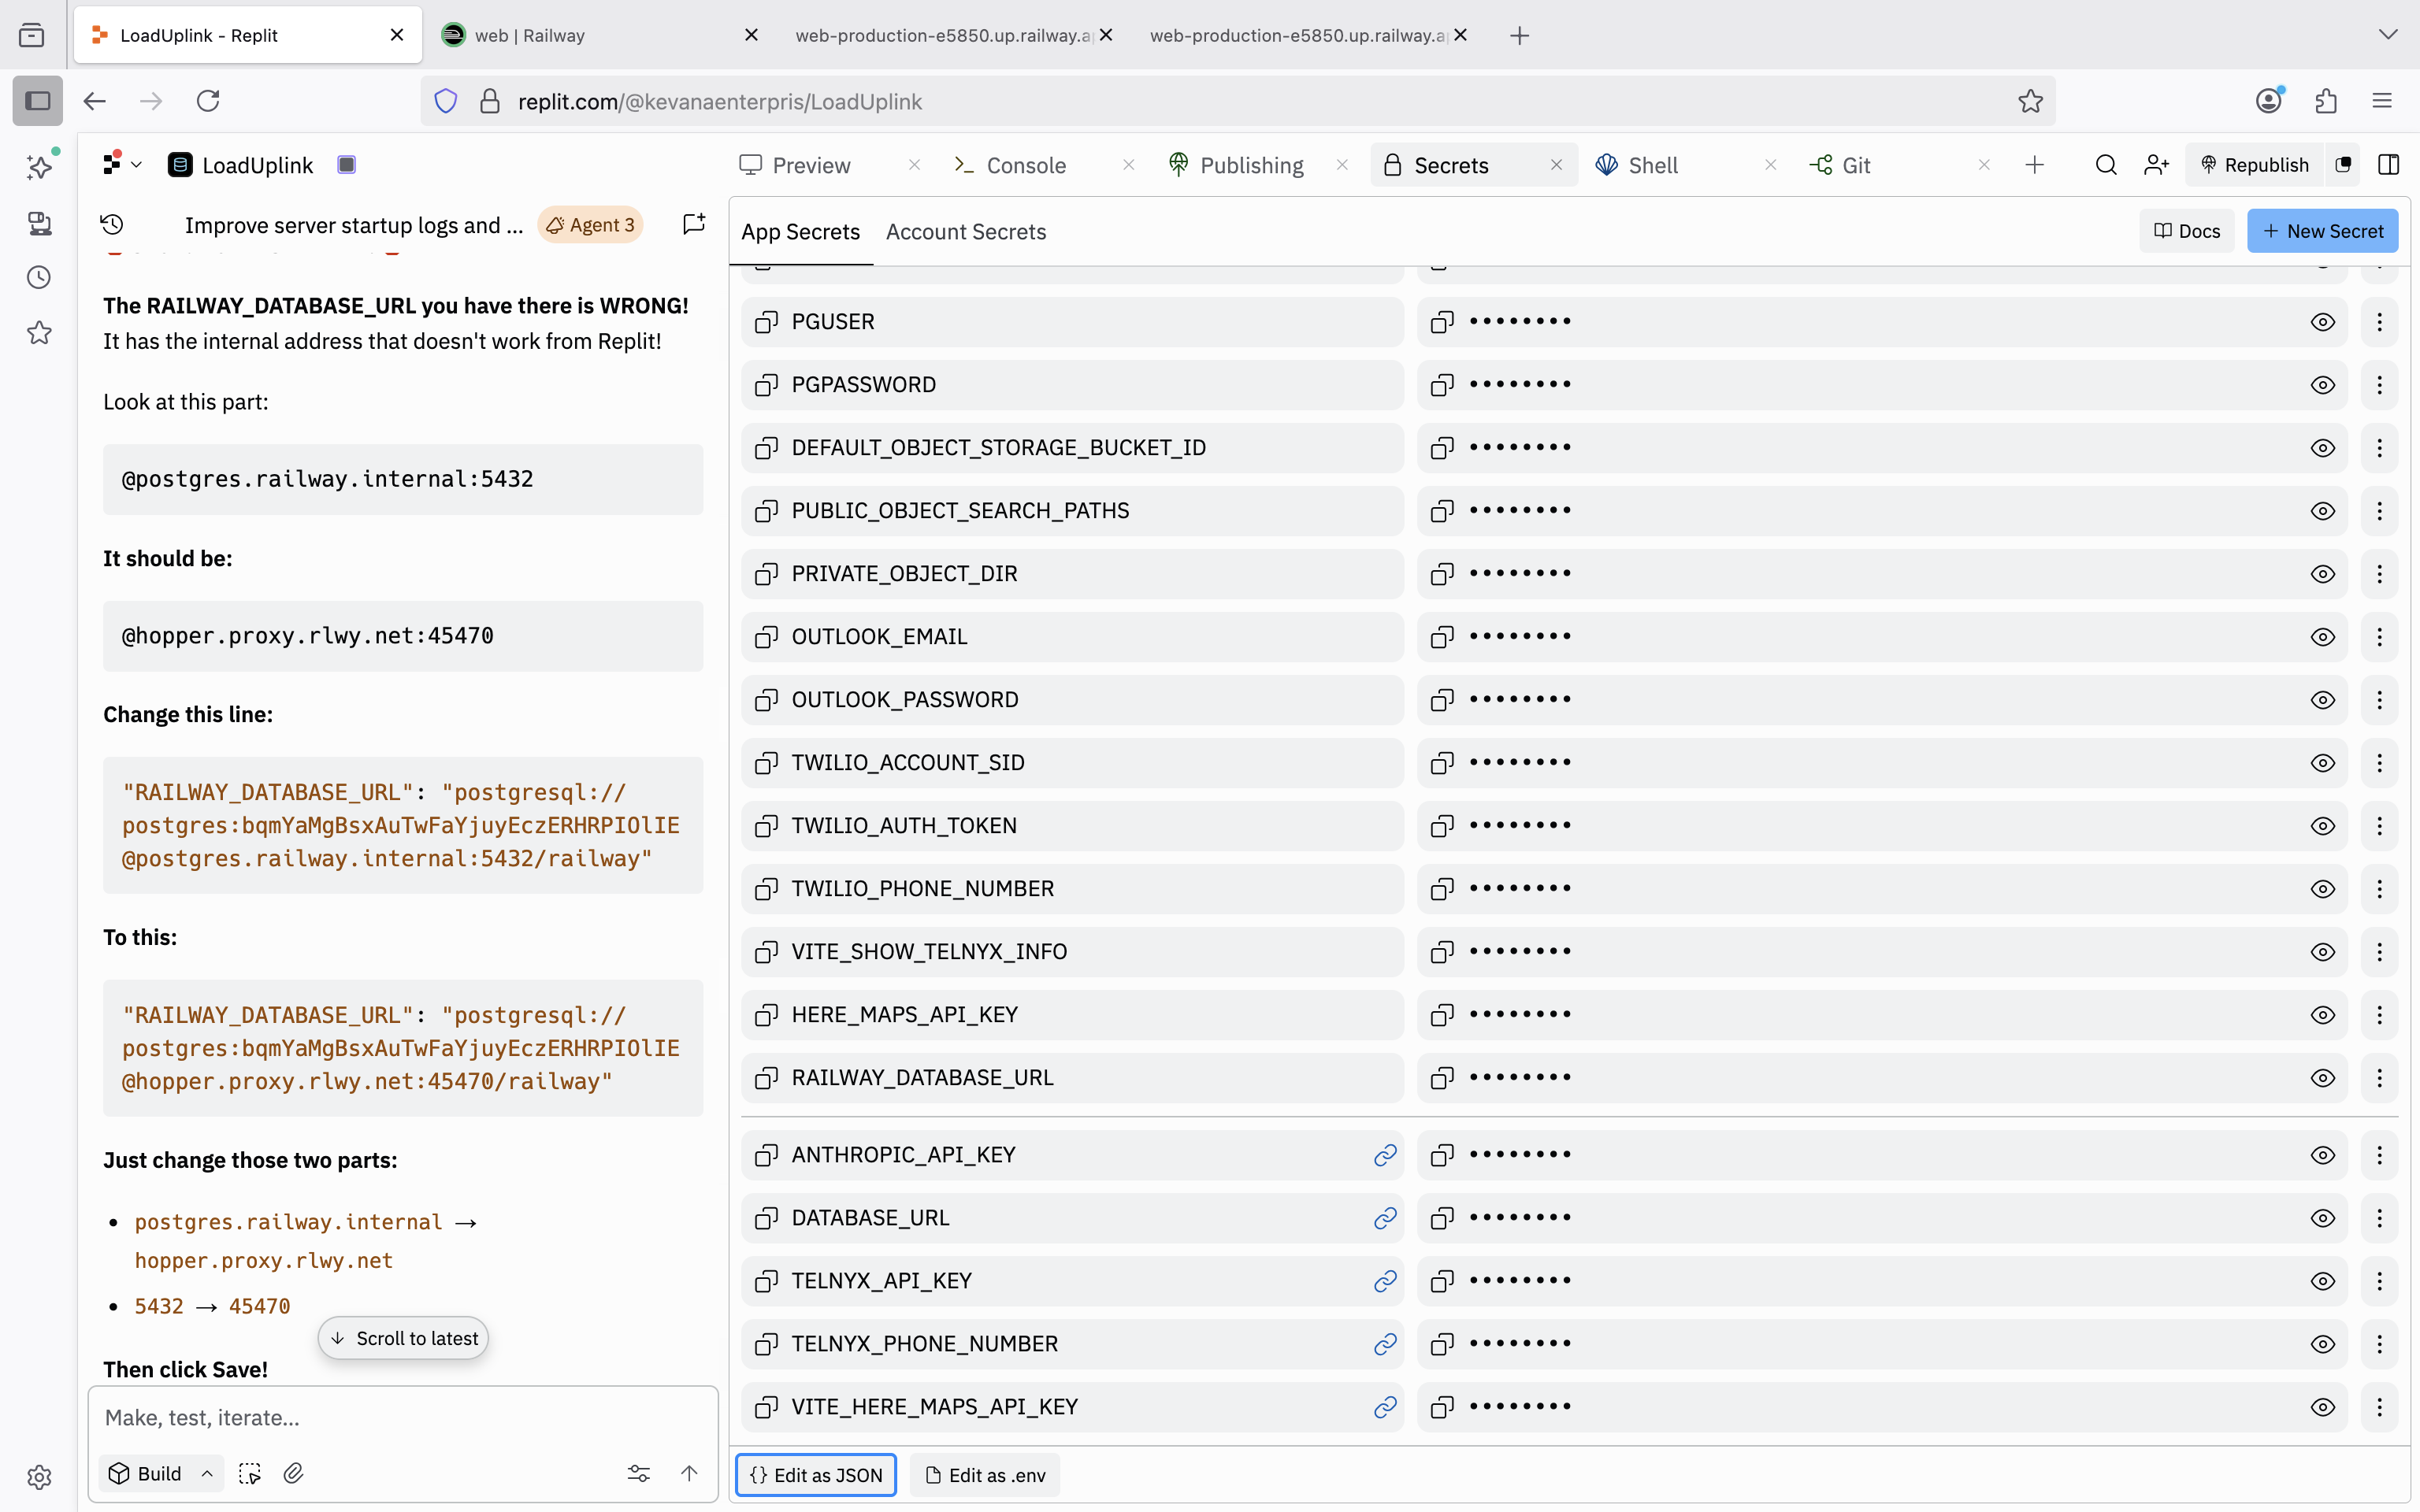 LoadUplink - Replit
web | Railway
web-production-e5850.up.railway.a
web-production-e5850.up.railway.a
replit.com/@kevanaenterpris/LoadUplink
LoadUplink
Preview
Console
Publishing
Secrets
Shell
Git
Republish
Improve server startup logs and ...
Agent 3
The RAILWAY_DATABASE_URL you have there is WRONG!
It has the internal address that doesn't work from Replit!
Look at this part:
@postgres.railway.internal:5432
It should be:
@hopper.proxy.rlwy.net:45470
Change this line:
"RAILWAY_DATABASE_URL": "postgresql://
postgres:bqmYaMgBsxAuTwFaYjuyEczERHRPIOlIE
@postgres.railway.internal:5432/railway"
To this:
"RAILWAY_DATABASE_URL": "postgresql://
postgres:bqmYaMgBsxAuTwFaYjuyEczERHRPIOlIE
@hopper.proxy.rlwy.net:45470/railway"
Just change those two parts:
• postgres.railway.internal →
hopper.proxy.rlwy.net
• 5432 → 45470
Scroll to latest
Then click Save!
Make, test, iterate...
Build
App Secrets
Account Secrets
Docs
+ New Secret
PGUSER ••••••••
PGPASSWORD ••••••••
DEFAULT_OBJECT_STORAGE_BUCKET_ID ••••••••
PUBLIC_OBJECT_SEARCH_PATHS ••••••••
PRIVATE_OBJECT_DIR ••••••••
OUTLOOK_EMAIL ••••••••
OUTLOOK_PASSWORD ••••••••
TWILIO_ACCOUNT_SID ••••••••
TWILIO_AUTH_TOKEN ••••••••
TWILIO_PHONE_NUMBER ••••••••
VITE_SHOW_TELNYX_INFO ••••••••
HERE_MAPS_API_KEY ••••••••
RAILWAY_DATABASE_URL ••••••••
ANTHROPIC_API_KEY ••••••••
DATABASE_URL ••••••••
TELNYX_API_KEY ••••••••
TELNYX_PHONE_NUMBER ••••••••
VITE_HERE_MAPS_API_KEY ••••••••
{} Edit as JSON
Edit as .env